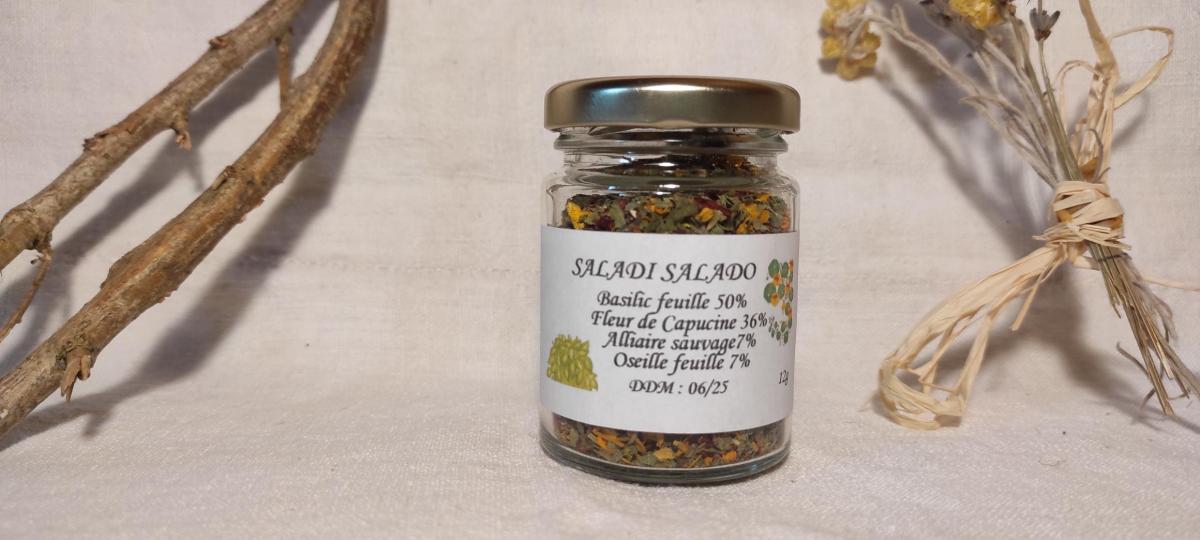 SALADI SALADO
Basilic feuille 50%
Fleur de Capucine 36%
Alliaire sauvage7%
Oseille feuille 7%
DDM : 06/25
12g